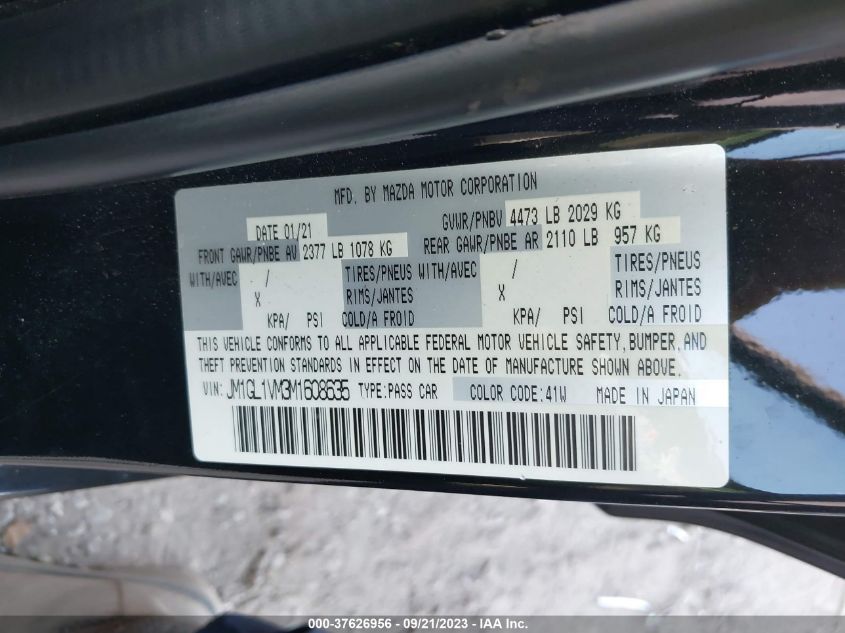 MFD. BY MAZDA MOTOR CORPORATION
DATE 01/21 GVWR/PNBV 4473 LB 2029 KG
FRONT GAWR/PNBE AV 2377 LB 1078 KG REAR GAWR/PNBE AR 2110 LB 957 KG
WITH/AVEC / TIRES/PNEUS WITH/AVEC / TIRES/PNEUS
X RIMS/JANTES X RIMS/JANTES
KPA/ PSI COLD/A FROID KPA/ PSI COLD/A FROID
THIS VEHICLE CONFORMS TO ALL APPLICABLE FEDERAL MOTOR VEHICLE SAFETY, BUMPER, AND
THEFT PREVENTION STANDARDS IN EFFECT ON THE DATE OF MANUFACTURE SHOWN ABOVE.
VIN: JM1GL1VM3M1608635 TYPE:PASS CAR COLOR CODE:41W MADE IN JAPAN
000-37626956 - 09/21/2023 - IAA Inc.